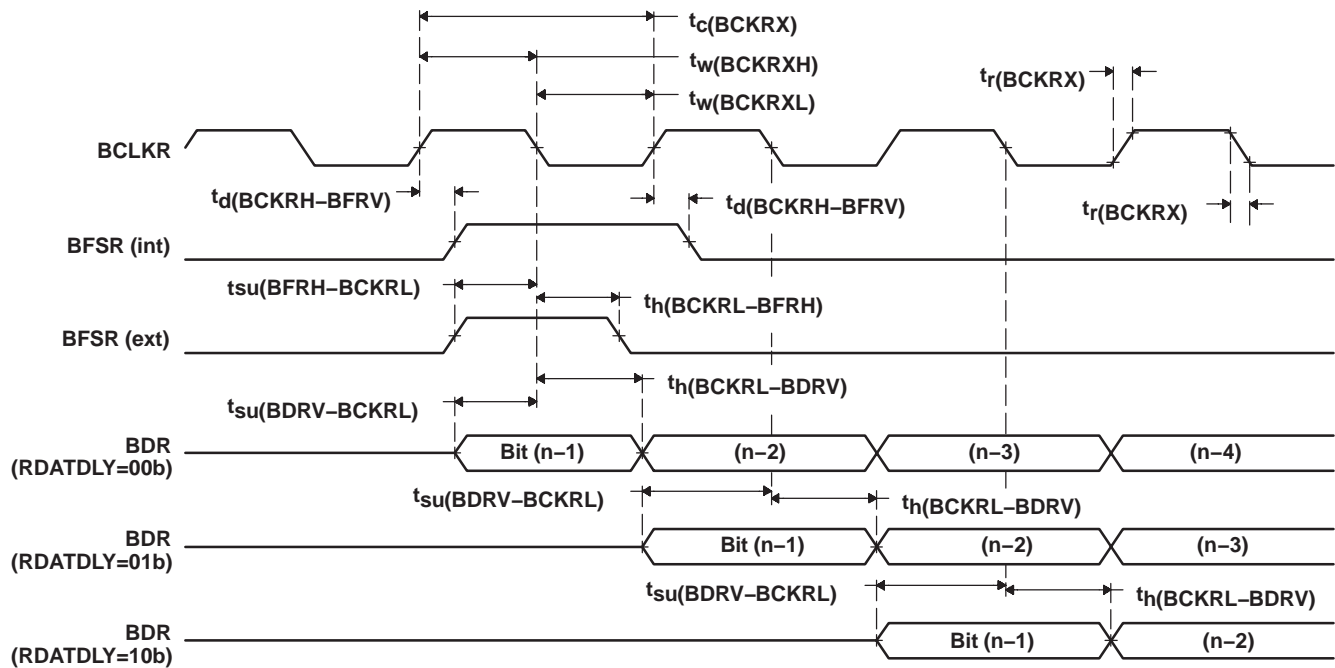 tc(BCKRX)
tw(BCKRXH)
tr(BCKRX)
tw(BCKRXL)
BCLKR
td(BCKRH–BFRV)
td(BCKRH–BFRV)
tr(BCKRX)
BFSR (int)
tsu(BFRH–BCKRL)
th(BCKRL–BFRH)
BFSR (ext)
th(BCKRL–BDRV)
tsu(BDRV–BCKRL)
BDR
(RDATDLY=00b)
Bit (n–1) (n–2) (n–3) (n–4)
tsu(BDRV–BCKRL)
th(BCKRL–BDRV)
BDR
(RDATDLY=01b)
Bit (n–1) (n–2) (n–3)
tsu(BDRV–BCKRL)
th(BCKRL–BDRV)
BDR
(RDATDLY=10b)
Bit (n–1) (n–2)